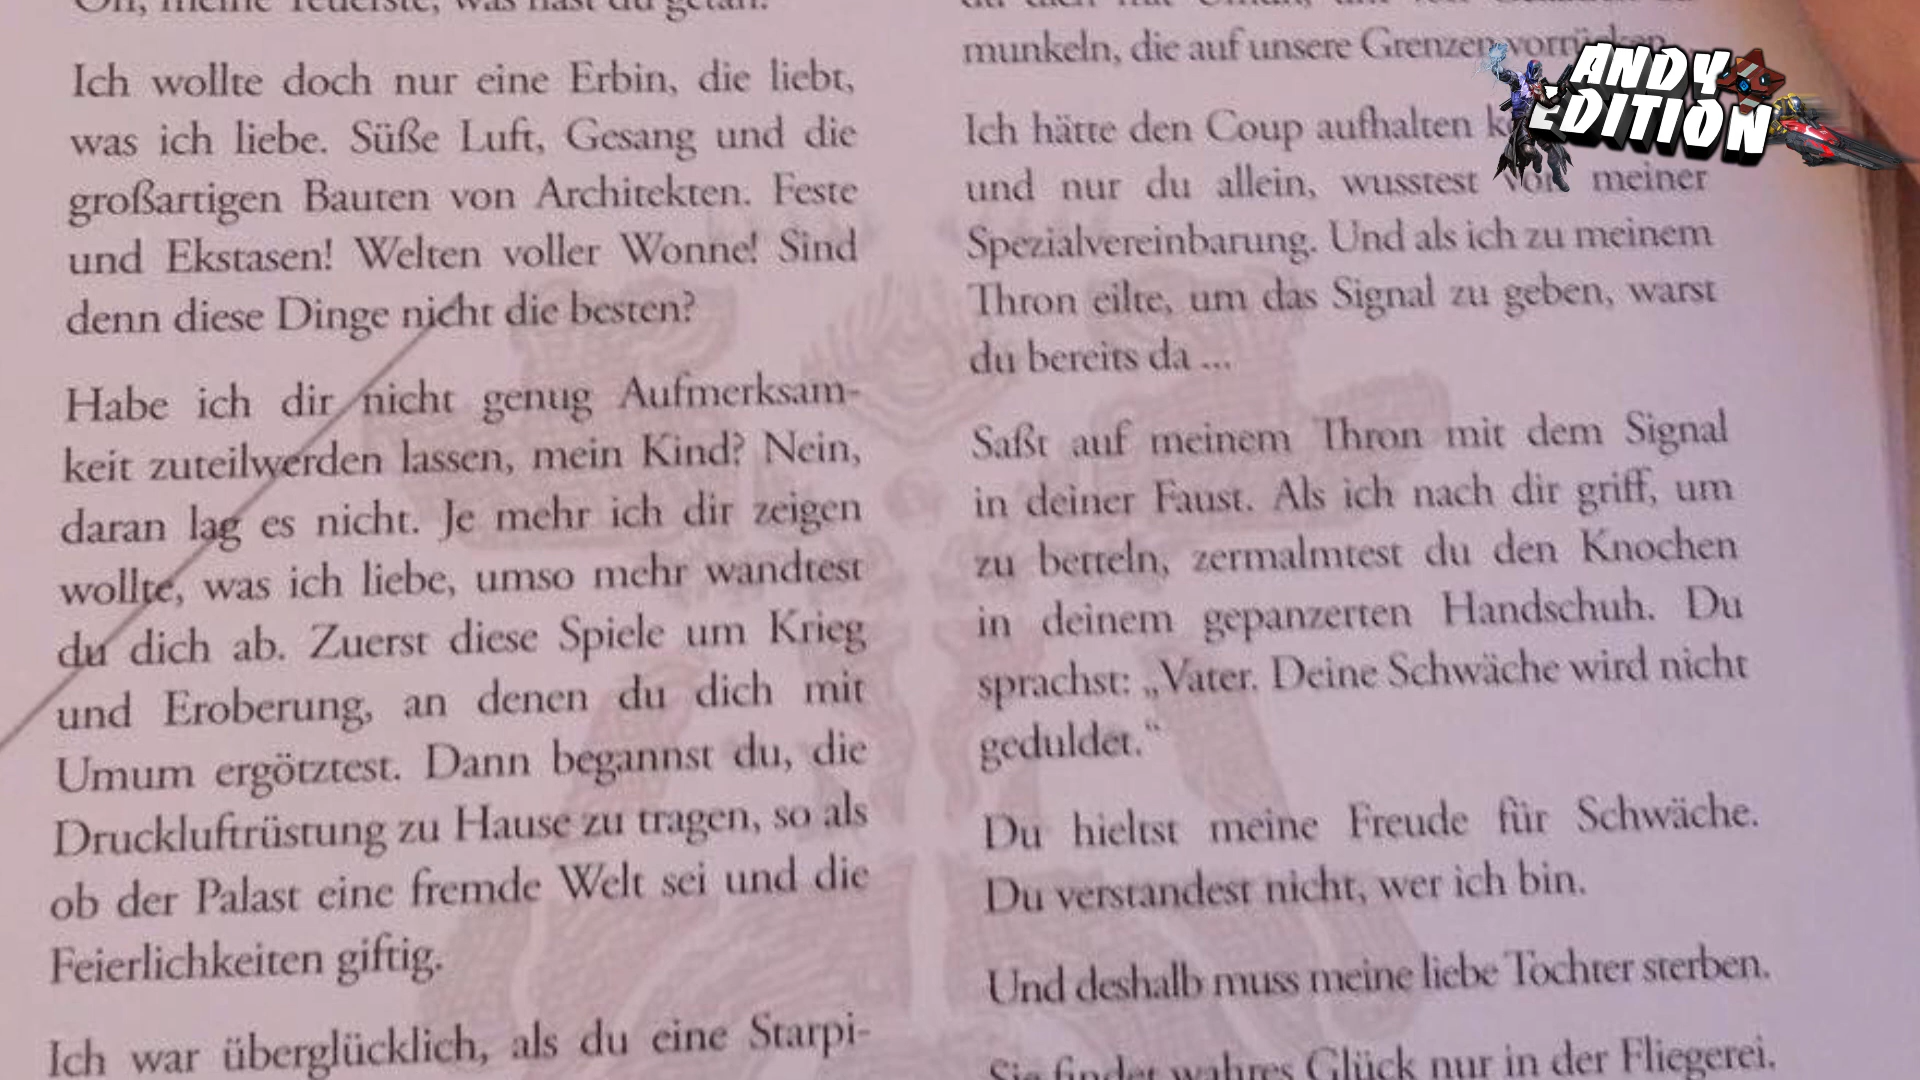 Oh, meine Teuerste, was hast du getan?
Ich wollte doch nur eine Erbin, die liebt,
was ich liebe. Süße Luft, Gesang und die
großartigen Bauten von Architekten. Feste
und Ekstasen! Welten voller Wonne! Sind
denn diese Dinge nicht die besten?
Habe ich dir nicht genug Aufmerksam-
keit zuteilwerden lassen, mein Kind? Nein,
daran lag es nicht. Je mehr ich dir zeigen
wollte, was ich liebe, umso mehr wandtest
du dich ab. Zuerst diese Spiele um Krieg
und Eroberung, an denen du dich mit
Umum ergötztest. Dann begannst du, die
Druckluftrüstung zu Hause zu tragen, so als
ob der Palast eine fremde Welt sei und die
Feierlichkeiten giftig.
Ich war überglücklich, als du eine Starpi-
munkeln, die auf unsere Grenzen vorrücken.
Ich hätte den Coup aufhalten
und nur du allein, wusstest von meiner
Spezialvereinbarung. Und als ich zu meinem
Thron eilte, um das Signal zu geben, warst
du bereits da ...
Saßt auf meinem Thron mit dem Signal
in deiner Faust. Als ich nach dir griff, um
zu betteln, zermalmtest du den Knochen
in deinem gepanzerten Handschuh. Du
sprachst: „Vater. Deine Schwäche wird nicht
geduldet.“
Du hieltst meine Freude für Schwäche.
Du verstandest nicht, wer ich bin.
Und deshalb muss meine liebe Tochter sterben.
Sie findet wahres Glück nur in der Fliegerei.
ANDY
EDITION